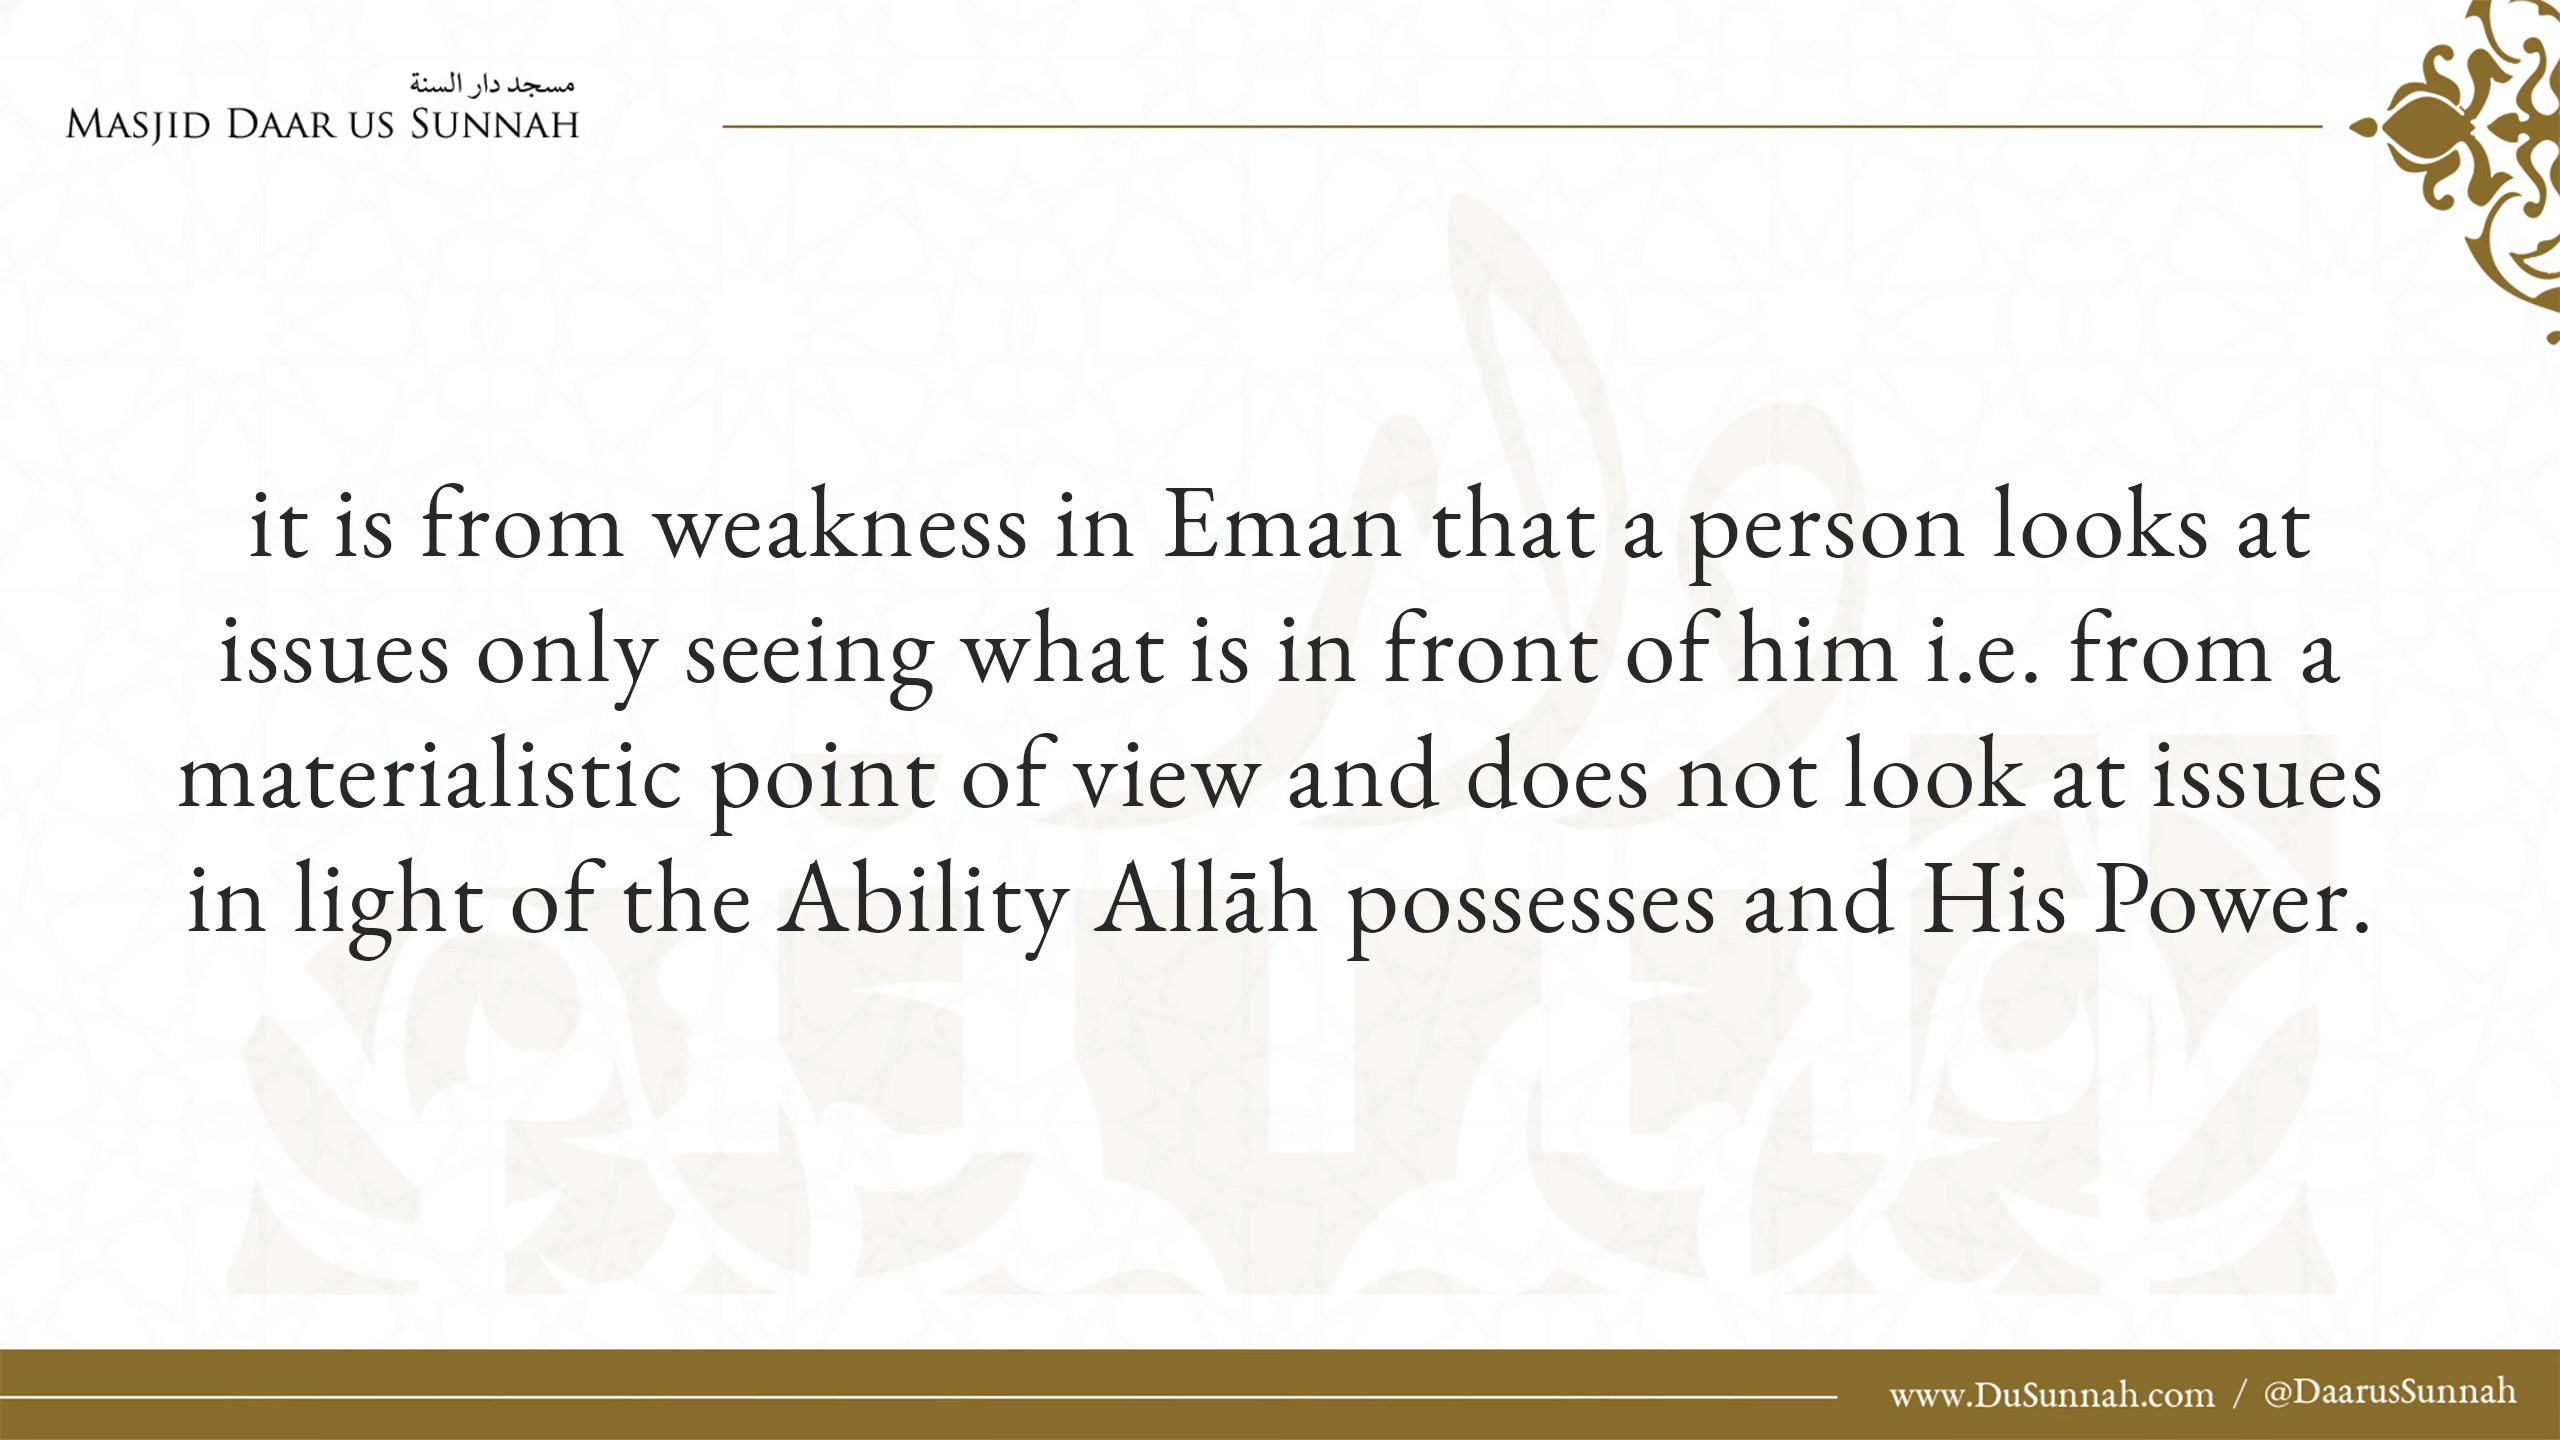 مسجد دار السنة
Masjid Daar us Sunnah
it is from weakness in Eman that a person looks at
issues only seeing what is in front of him i.e. from a
materialistic point of view and does not look at issues
in light of the Ability Allāh possesses and His Power.
www.DuSunnah.com / @DaarusSunnah